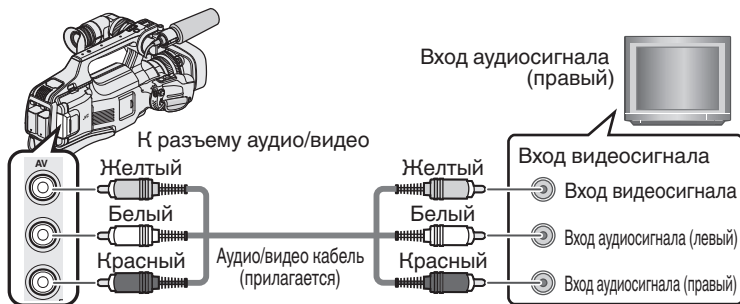 Вход аудиосигнала
(правый)
К разъему аудио/видео
AV
Желтый
Желтый
Вход видеосигнала
Вход видеосигнала
Белый
Белый
Вход аудиосигнала (левый)
Красный
Аудио/видео кабель
(прилагается)
Красный
Вход аудиосигнала (правый)